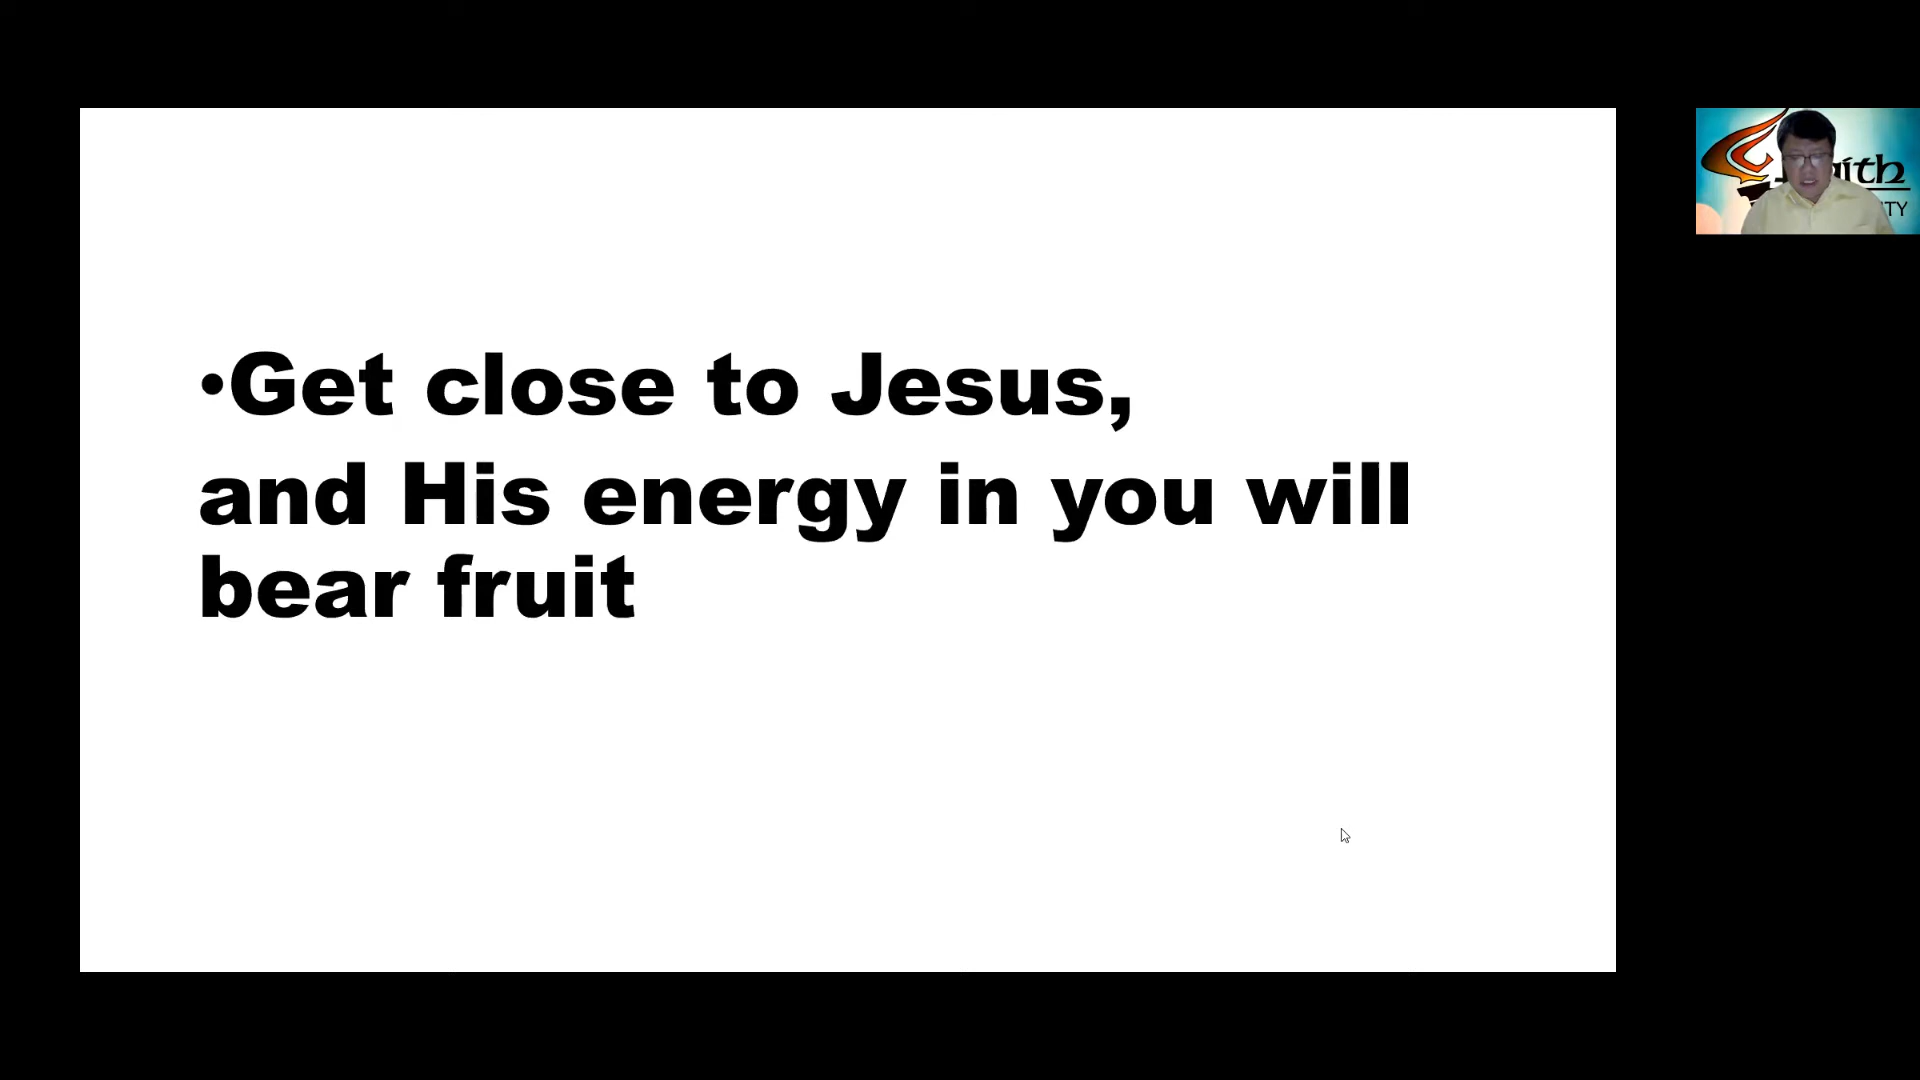 •Get close to Jesus,
and His energy in you will
bear fruit